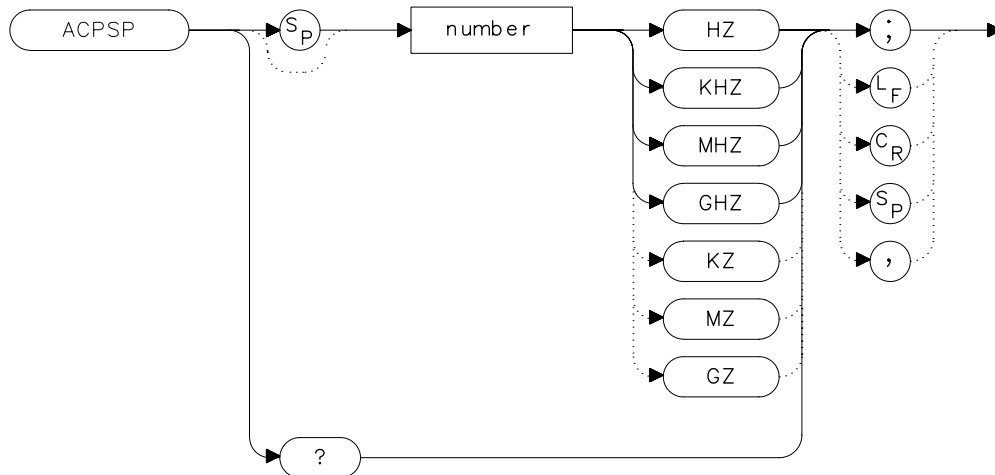 ACPSP SP number HZ ;
KHZ LF
MHZ CR
GHZ SP
KZ ,
MZ
GZ
?